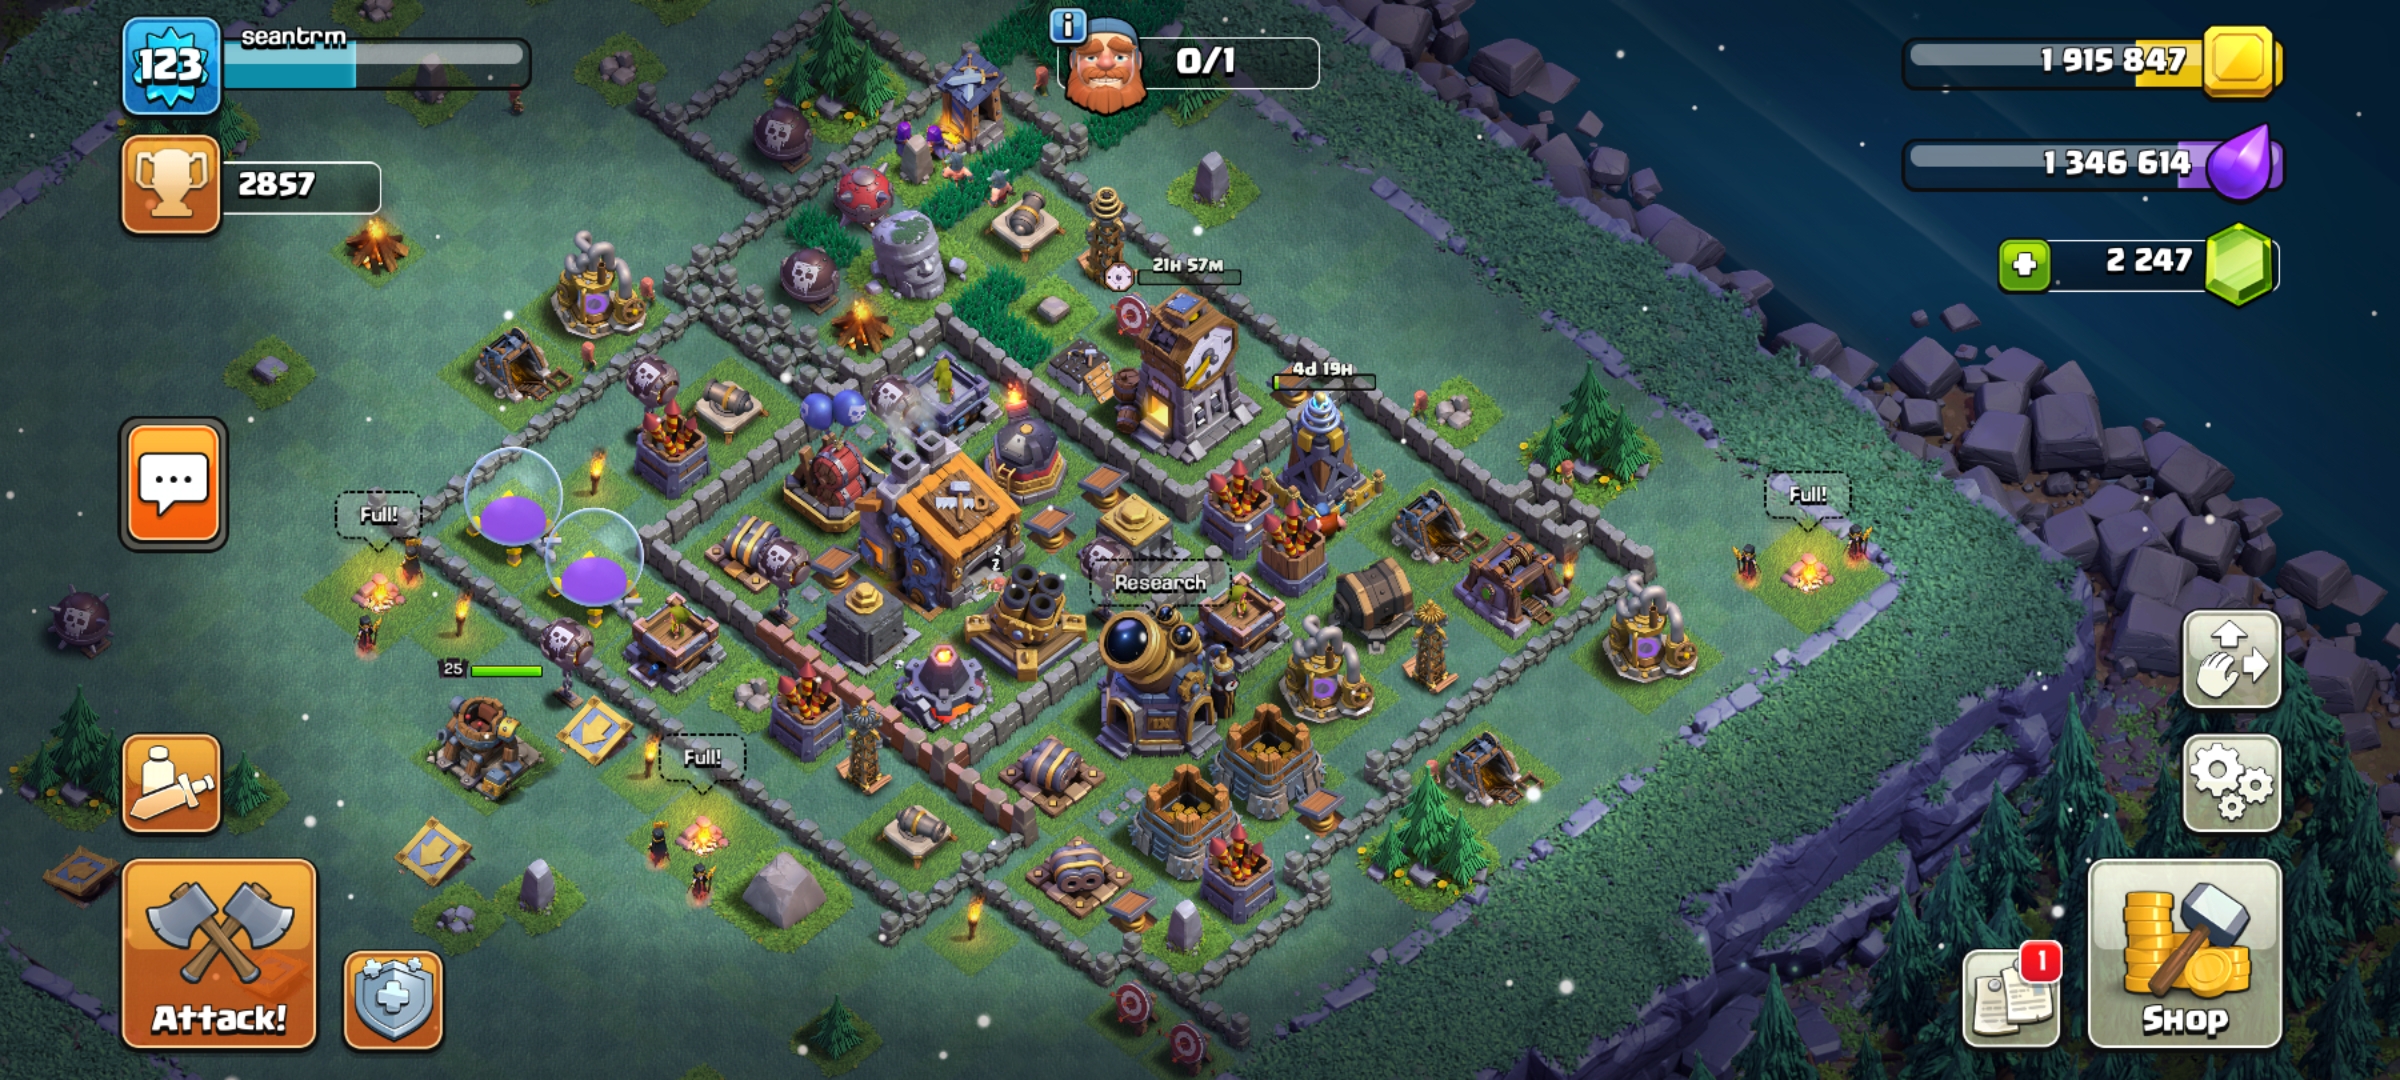 123
seantrm
0/1
1 915 847
2857
1 346 614
2 247
21H 57M
4d 19H
Full!
Full!
Research
25
Full!
Attack!
1
Shop